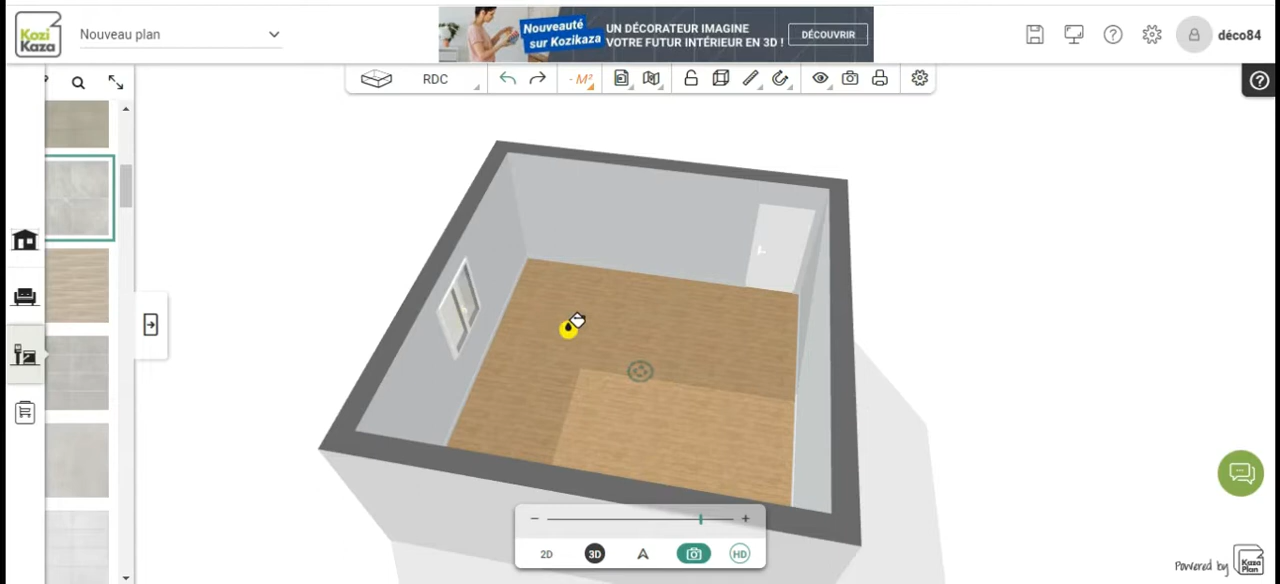 Kozi
Kaza
Nouveau plan
Nouveauté
sur Kozikaza
UN DÉCORATEUR IMAGINE
VOTRE FUTUR INTÉRIEUR EN 3D !
DÉCOUVRIR
déco84
RDC
- M²
2D
3D
HD
Powered by
Kaza
Plan